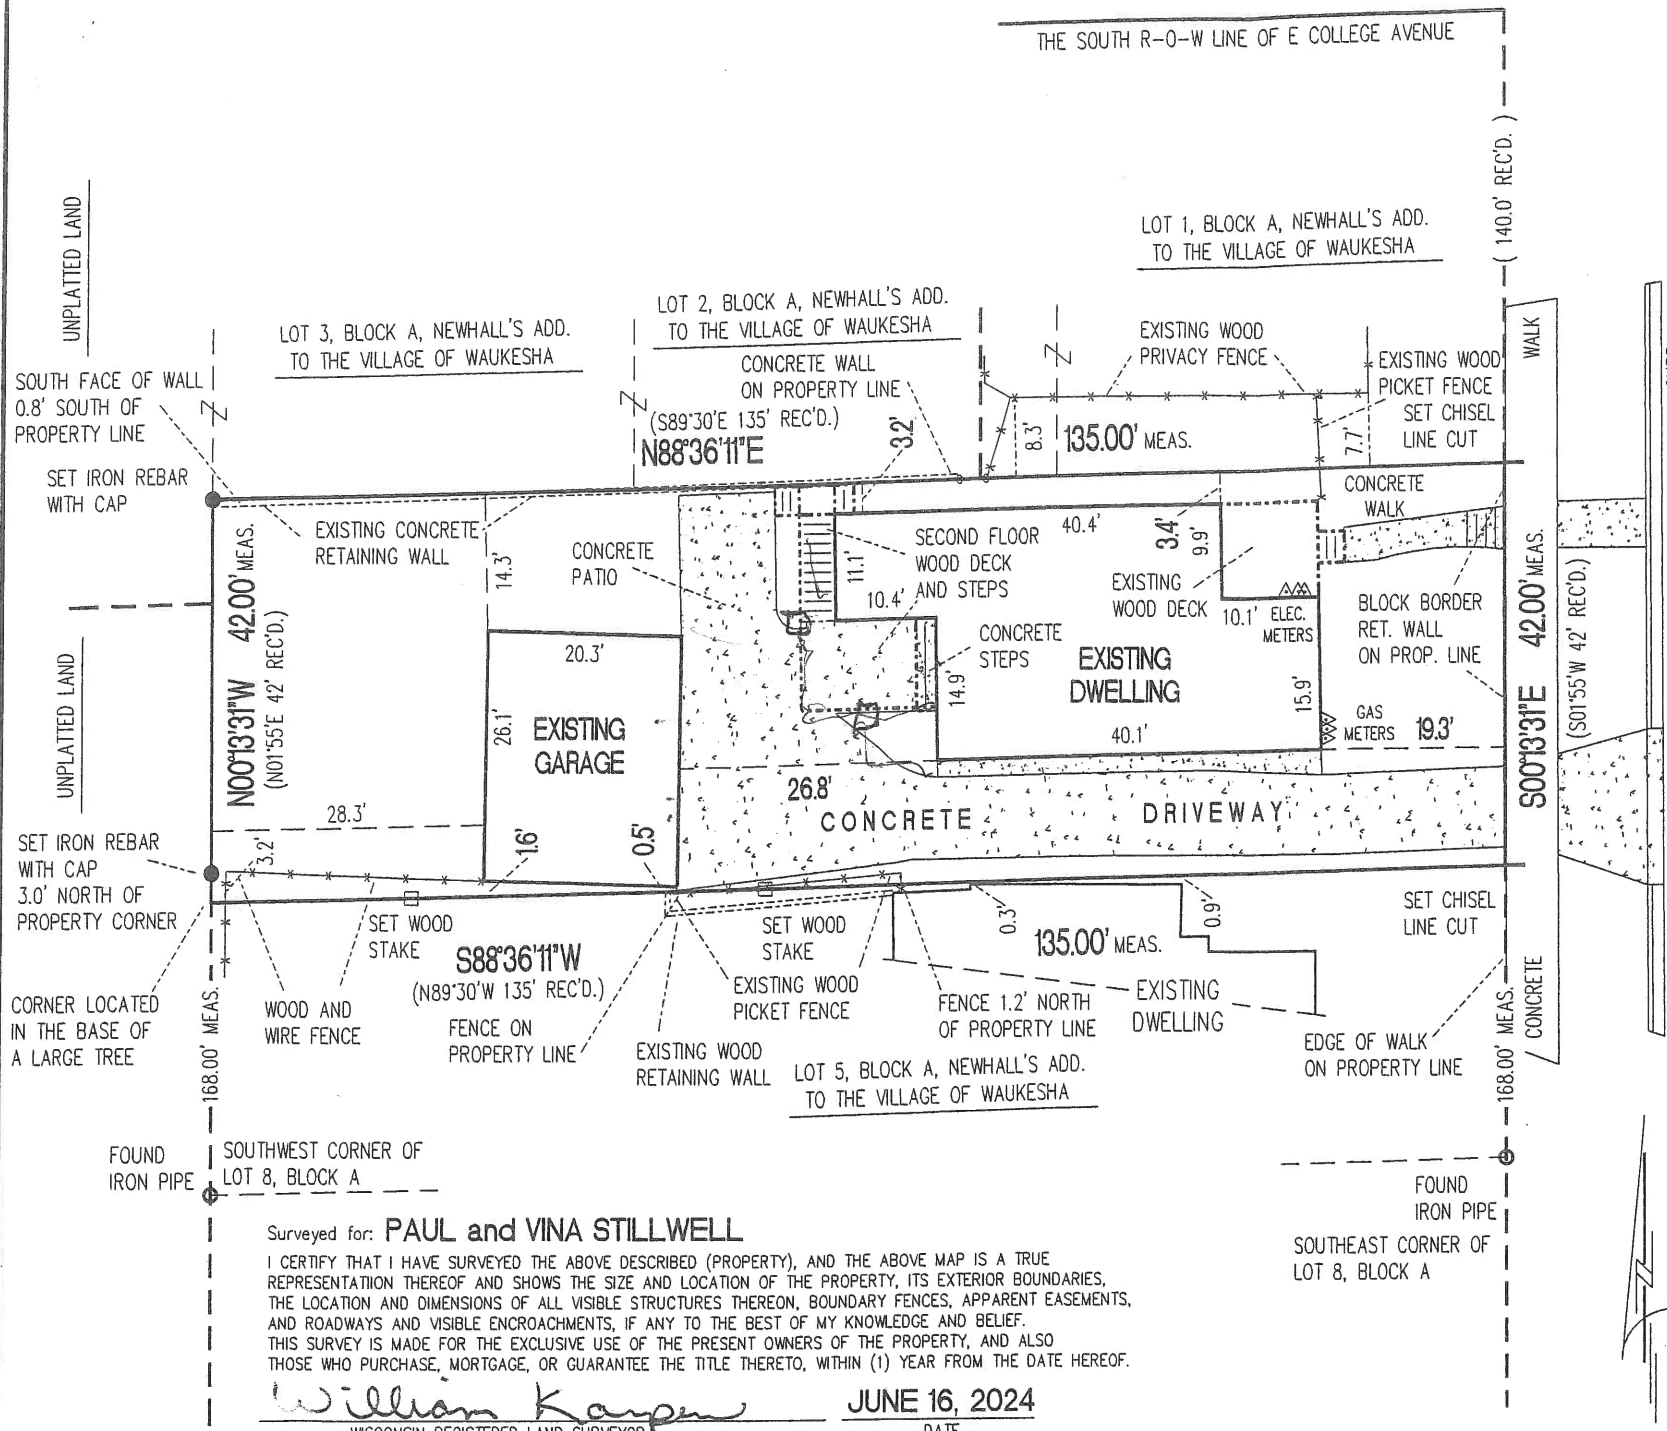 THE SOUTH R-O-W LINE OF E COLLEGE AVENUE
( 140.0' REC'D. )
UNPLATTED LAND
LOT 1, BLOCK A, NEWHALL'S ADD.
TO THE VILLAGE OF WAUKESHA
LOT 2, BLOCK A, NEWHALL'S ADD.
TO THE VILLAGE OF WAUKESHA
LOT 3, BLOCK A, NEWHALL'S ADD.
TO THE VILLAGE OF WAUKESHA
EXISTING WOOD
PRIVACY FENCE
WALK
CONCRETE WALL
ON PROPERTY LINE
EXISTING WOOD
PICKET FENCE
SET CHISEL
LINE CUT
SOUTH FACE OF WALL
0.8' SOUTH OF
PROPERTY LINE
(S89°30'E 135' REC'D.)
N88°36'11"E
3.2'
8.3'
135.00' MEAS.
7.7'
SET IRON REBAR
WITH CAP
CONCRETE
WALK
EXISTING CONCRETE
RETAINING WALL
14.3'
CONCRETE
PATIO
11.1'
SECOND FLOOR
WOOD DECK
AND STEPS
40.4'
3.4'
9.9'
EXISTING
WOOD DECK
10.4'
10.1'
ELEC.
METERS
BLOCK BORDER
RET. WALL
ON PROP. LINE
N00°13'31"W 42.00' MEAS.
(N01°55'E 42' REC'D.)
S00°13'31"E 42.00' MEAS.
(S01°55'W 42' REC'D.)
CONCRETE
STEPS
UNPLATTED LAND
20.3'
26.1'
EXISTING
GARAGE
14.9'
EXISTING
DWELLING
15.9'
40.1'
GAS
METERS
19.3'
26.8'
CONCRETE DRIVEWAY
28.3'
3.2'
1.6'
0.5'
SET IRON REBAR
WITH CAP
3.0' NORTH OF
PROPERTY CORNER
SET WOOD
STAKE
SET WOOD
STAKE
0.3'
0.9'
SET CHISEL
LINE CUT
135.00' MEAS.
S88°36'11"W
(N89°30'W 135' REC'D.)
CORNER LOCATED
IN THE BASE OF
A LARGE TREE
WOOD AND
WIRE FENCE
FENCE ON
PROPERTY LINE
EXISTING WOOD
PICKET FENCE
EXISTING WOOD
RETAINING WALL
FENCE 1.2' NORTH
OF PROPERTY LINE
EXISTING
DWELLING
EDGE OF WALK
ON PROPERTY LINE
CONCRETE
168.00' MEAS.
168.00' MEAS.
LOT 5, BLOCK A, NEWHALL'S ADD.
TO THE VILLAGE OF WAUKESHA
FOUND
IRON PIPE
SOUTHWEST CORNER OF
LOT 8, BLOCK A
FOUND
IRON PIPE
SOUTHEAST CORNER OF
LOT 8, BLOCK A
Surveyed for: PAUL and VINA STILLWELL
I CERTIFY THAT I HAVE SURVEYED THE ABOVE DESCRIBED (PROPERTY), AND THE ABOVE MAP IS A TRUE
REPRESENTATIION THEREOF AND SHOWS THE SIZE AND LOCATION OF THE PROPERTY, ITS EXTERIOR BOUNDARIES,
THE LOCATION AND DIMENSIONS OF ALL VISIBLE STRUCTURES THEREON, BOUNDARY FENCES, APPARENT EASEMENTS,
AND ROADWAYS AND VISIBLE ENCROACHMENTS, IF ANY TO THE BEST OF MY KNOWLEDGE AND BELIEF.
THIS SURVEY IS MADE FOR THE EXCLUSIVE USE OF THE PRESENT OWNERS OF THE PROPERTY, AND ALSO
THOSE WHO PURCHASE, MORTGAGE, OR GUARANTEE THE TITLE THERETO, WITHIN (1) YEAR FROM THE DATE HEREOF.
William Karpen
JUNE 16, 2024
WISCONSIN REGISTERED LAND SURVEYOR
DATE